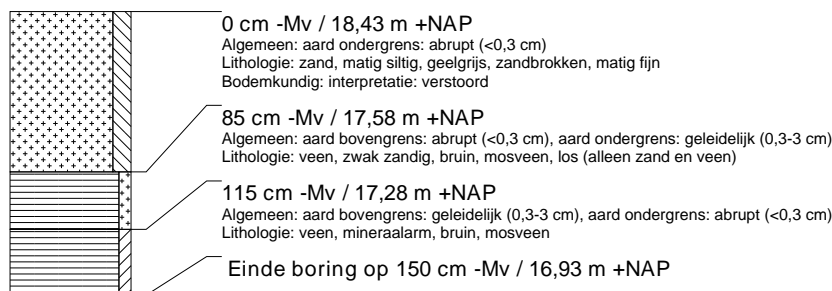 0 cm -Mv / 18,43 m +NAP
Algemeen: aard ondergrens: abrupt (<0,3 cm)
Lithologie: zand, matig siltig, geelgrijs, zandbrokken, matig fijn
Bodemkundig: interpretatie: verstoord
85 cm -Mv / 17,58 m +NAP
Algemeen: aard bovengrens: abrupt (<0,3 cm), aard ondergrens: geleidelijk (0,3-3 cm)
Lithologie: veen, zwak zandig, bruin, mosveen, los (alleen zand en veen)
115 cm -Mv / 17,28 m +NAP
Algemeen: aard bovengrens: geleidelijk (0,3-3 cm), aard ondergrens: abrupt (<0,3 cm)
Lithologie: veen, mineraalarm, bruin, mosveen
Einde boring op 150 cm -Mv / 16,93 m +NAP